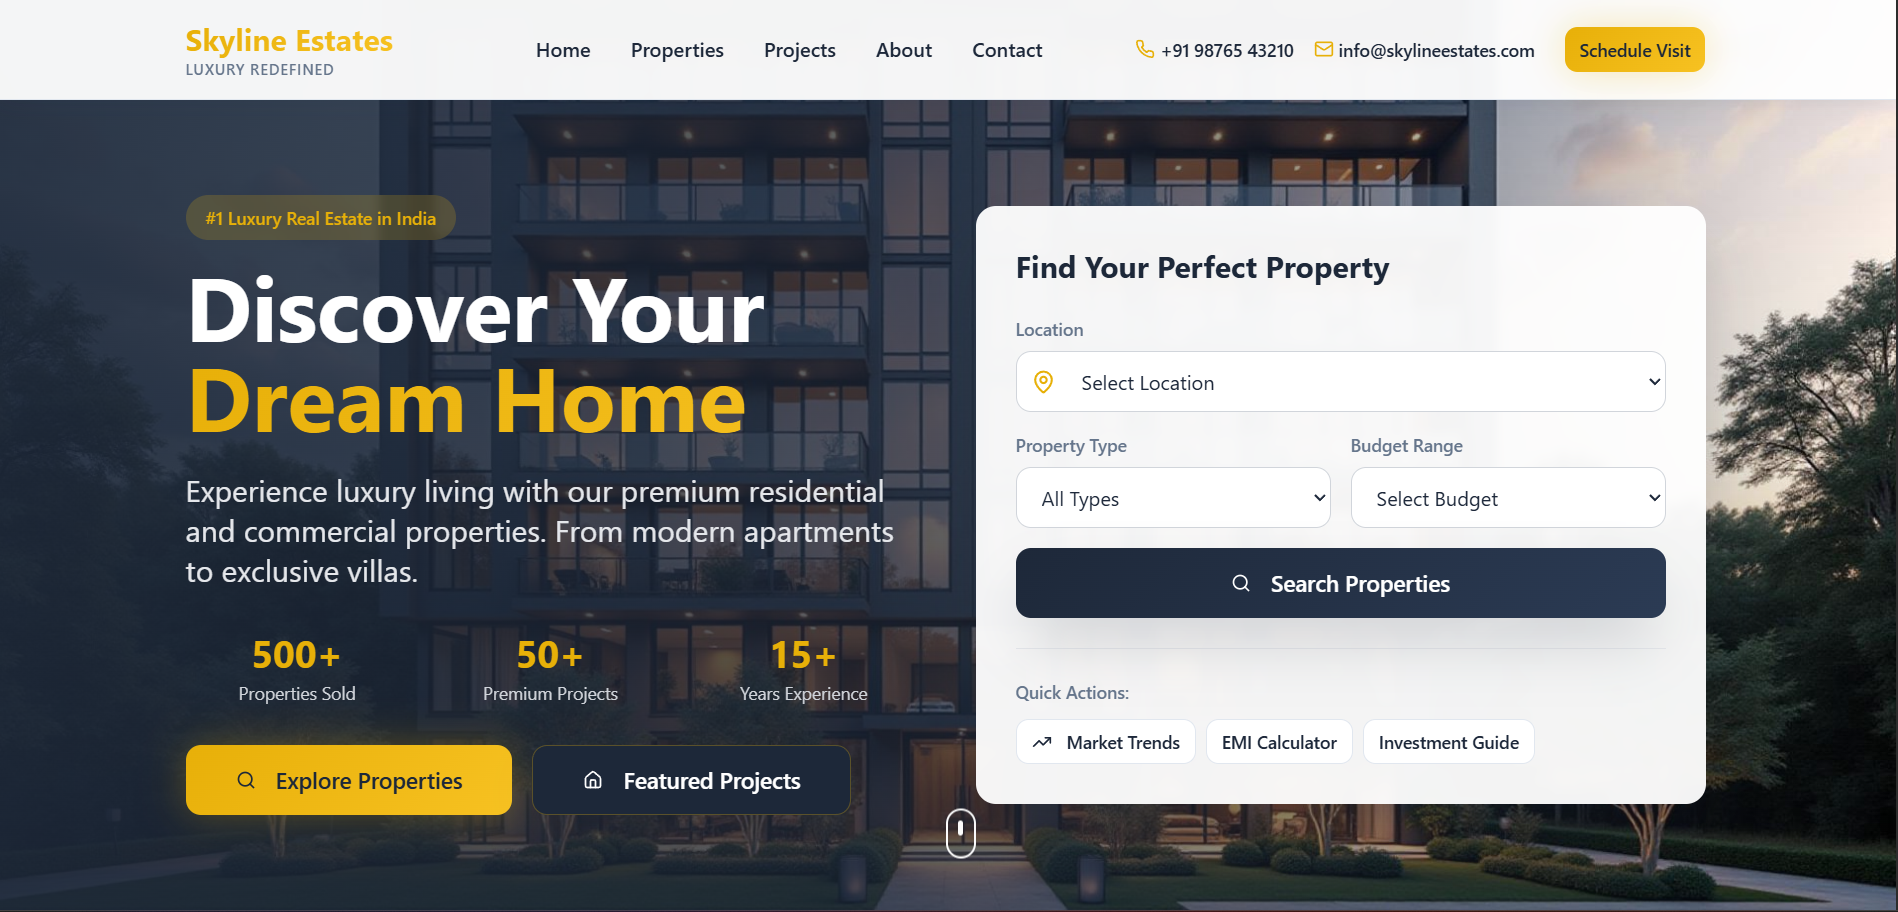 Skyline Estates
LUXURY REDEFINED
Home
Properties
Projects
About
Contact
+91 98765 43210
info@skylineestates.com
Schedule Visit
#1 Luxury Real Estate in India
Discover Your
Dream Home
Experience luxury living with our premium residential
and commercial properties. From modern apartments
to exclusive villas.
500+
Properties Sold
50+
Premium Projects
15+
Years Experience
Explore Properties
Featured Projects
Find Your Perfect Property
Location
Select Location
Property Type
All Types
Budget Range
Select Budget
Search Properties
Quick Actions:
Market Trends
EMI Calculator
Investment Guide